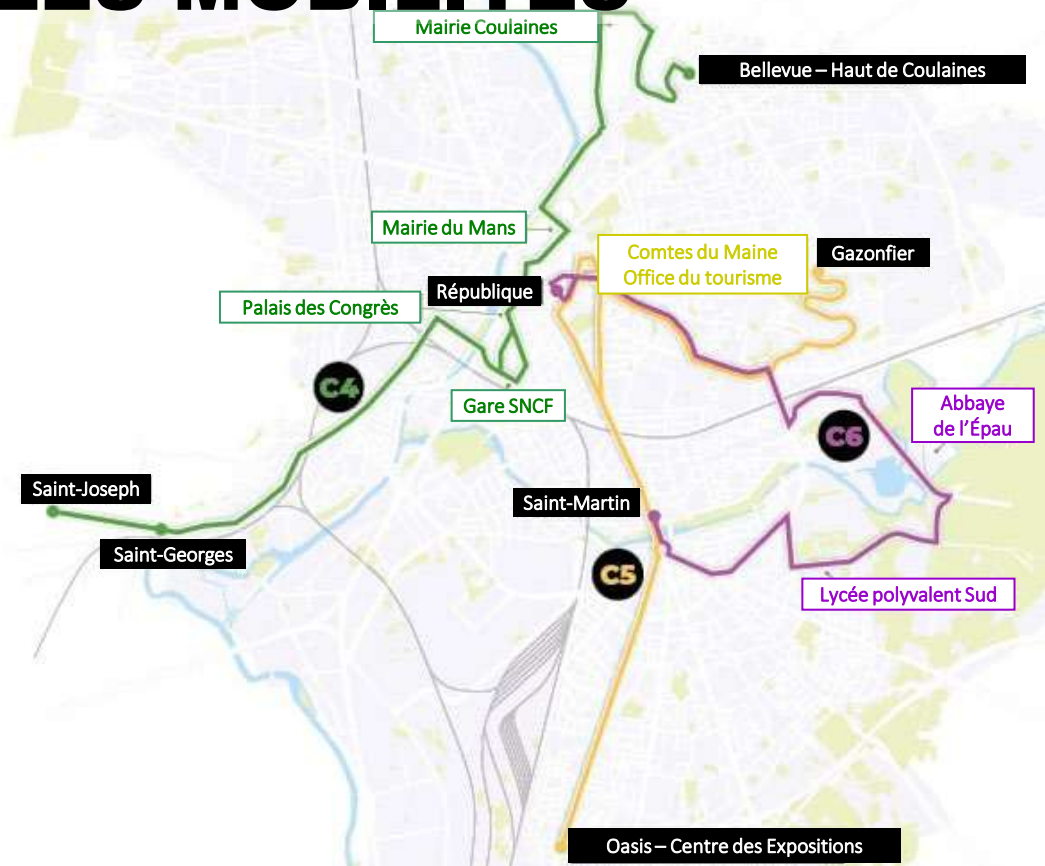 Mairie Coulaines
Bellevue – Haut de Coulaines
Mairie du Mans
Comtes du Maine
Office du tourisme
Gazonfier
République
Palais des Congrès
C4
Gare SNCF
Abbaye
de l'Épau
C6
Saint-Joseph
Saint-Martin
Saint-Georges
C5
Lycée polyvalent Sud
Oasis – Centre des Expositions